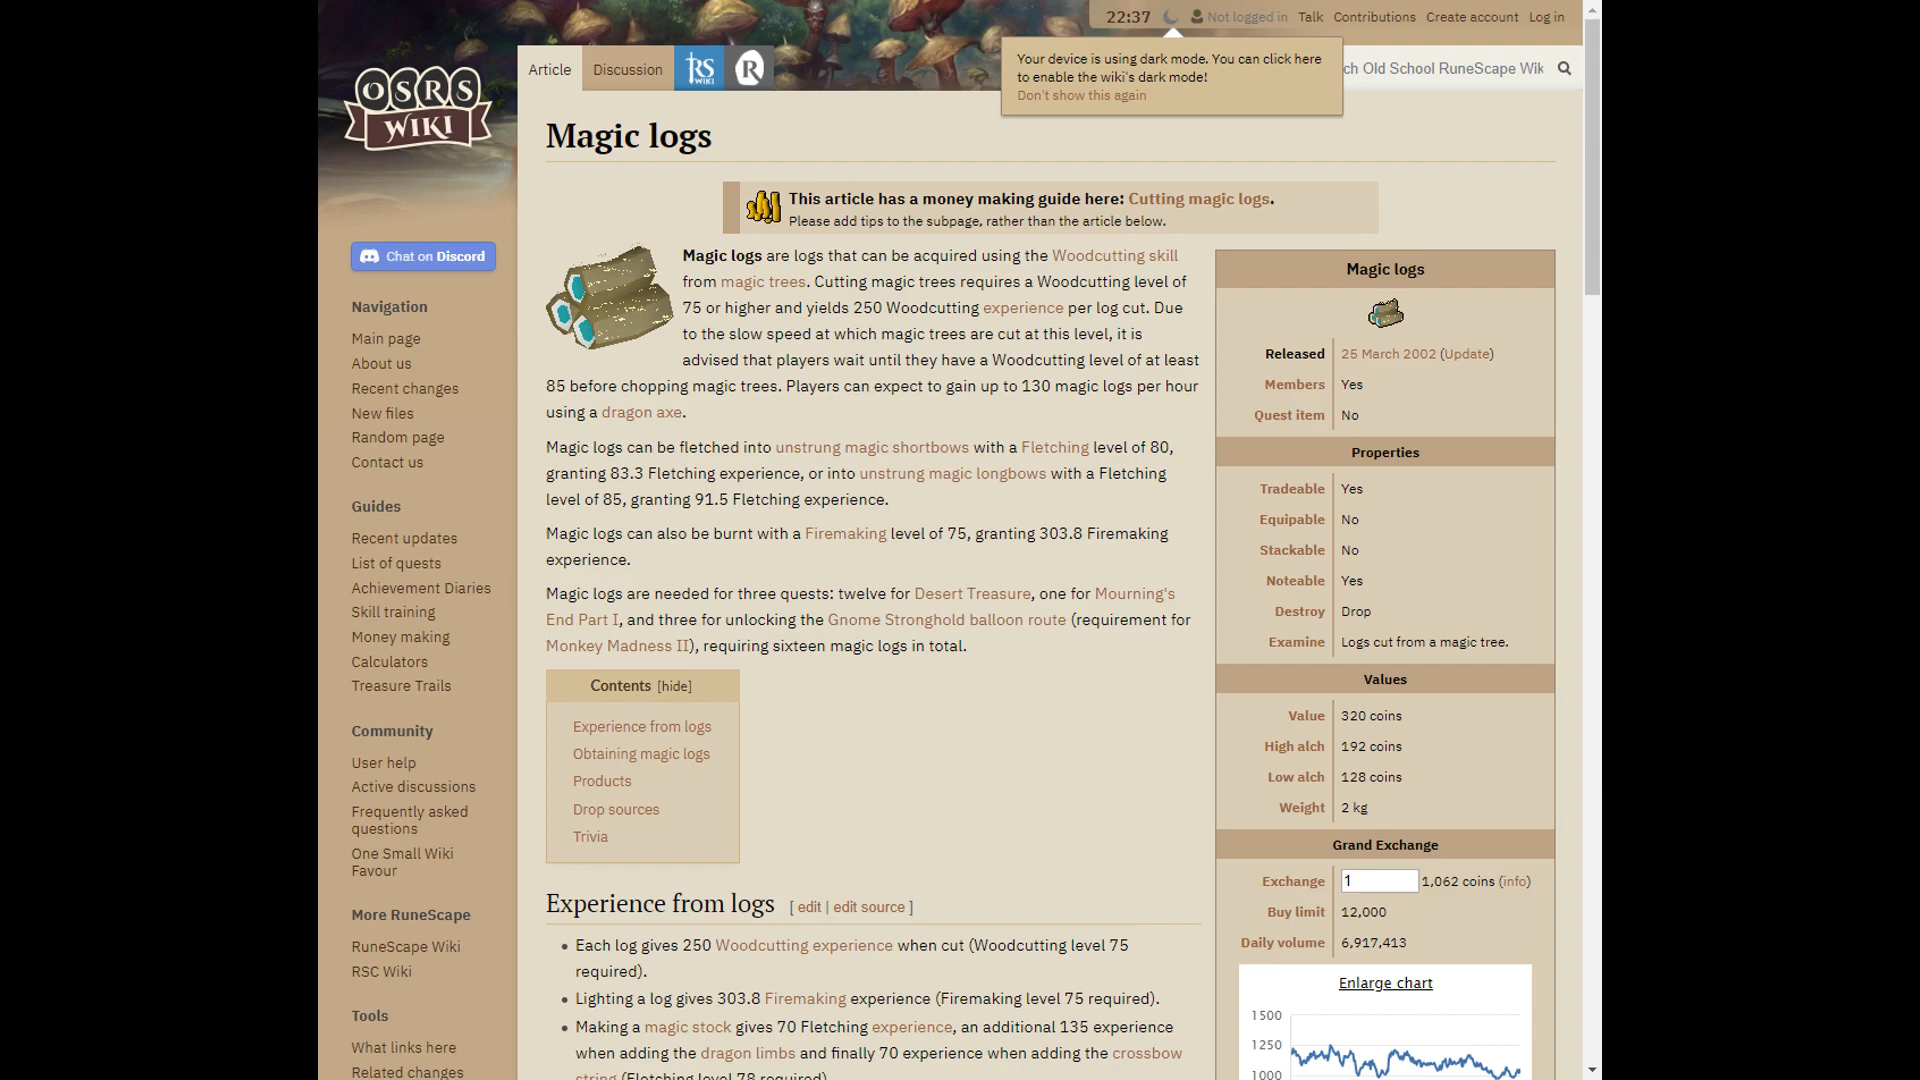 22:37 Not logged in Talk Contributions Create account Log in
OSRS WIKI
Article Discussion RS WIKI R
Your device is using dark mode. You can click here
to enable the wiki's dark mode!
Don't show this again
ch Old School RuneScape Wik
Magic logs
This article has a money making guide here: Cutting magic logs.
Please add tips to the subpage, rather than the article below.
Chat on Discord
Navigation
Main page
About us
Recent changes
New files
Random page
Contact us
Guides
Recent updates
List of quests
Achievement Diaries
Skill training
Money making
Calculators
Treasure Trails
Community
User help
Active discussions
Frequently asked
questions
One Small Wiki
Favour
More RuneScape
RuneScape Wiki
RSC Wiki
Tools
What links here
Related changes
Magic logs are logs that can be acquired using the Woodcutting skill
from magic trees. Cutting magic trees requires a Woodcutting level of
75 or higher and yields 250 Woodcutting experience per log cut. Due
to the slow speed at which magic trees are cut at this level, it is
advised that players wait until they have a Woodcutting level of at least
85 before chopping magic trees. Players can expect to gain up to 130 magic logs per hour
using a dragon axe.
Magic logs can be fletched into unstrung magic shortbows with a Fletching level of 80,
granting 83.3 Fletching experience, or into unstrung magic longbows with a Fletching
level of 85, granting 91.5 Fletching experience.
Magic logs can also be burnt with a Firemaking level of 75, granting 303.8 Firemaking
experience.
Magic logs are needed for three quests: twelve for Desert Treasure, one for Mourning's
End Part I, and three for unlocking the Gnome Stronghold balloon route (requirement for
Monkey Madness II), requiring sixteen magic logs in total.
Contents [hide]
Experience from logs
Obtaining magic logs
Products
Drop sources
Trivia
Experience from logs [ edit | edit source ]
Each log gives 250 Woodcutting experience when cut (Woodcutting level 75
required).
Lighting a log gives 303.8 Firemaking experience (Firemaking level 75 required).
Making a magic stock gives 70 Fletching experience, an additional 135 experience
when adding the dragon limbs and finally 70 experience when adding the crossbow
string (Fletching level 78 required)
Magic logs
Released 25 March 2002 (Update)
Members Yes
Quest item No
Properties
Tradeable Yes
Equipable No
Stackable No
Noteable Yes
Destroy Drop
Examine Logs cut from a magic tree.
Values
Value 320 coins
High alch 192 coins
Low alch 128 coins
Weight 2 kg
Grand Exchange
Exchange 1 1,062 coins (info)
Buy limit 12,000
Daily volume 6,917,413
Enlarge chart
1500
1250
1000